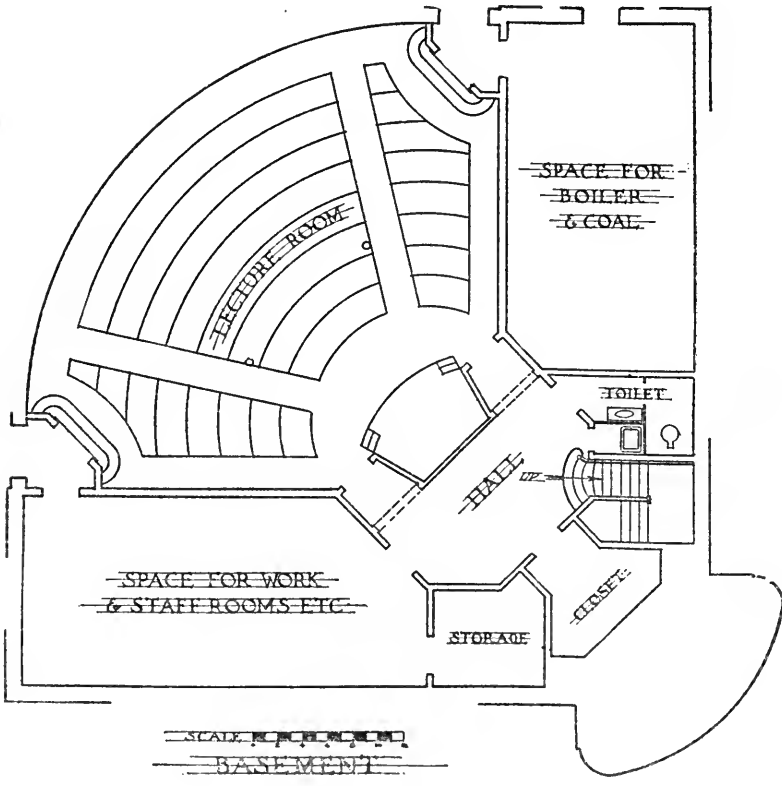 SPACE FOR
BOILER
& COAL
LECTURE ROOM
TOILET
HALL
UP
SPACE FOR WORK
& STAFF ROOMS ETC
CLOSET
STORAGE
SCALE
BASEMENT